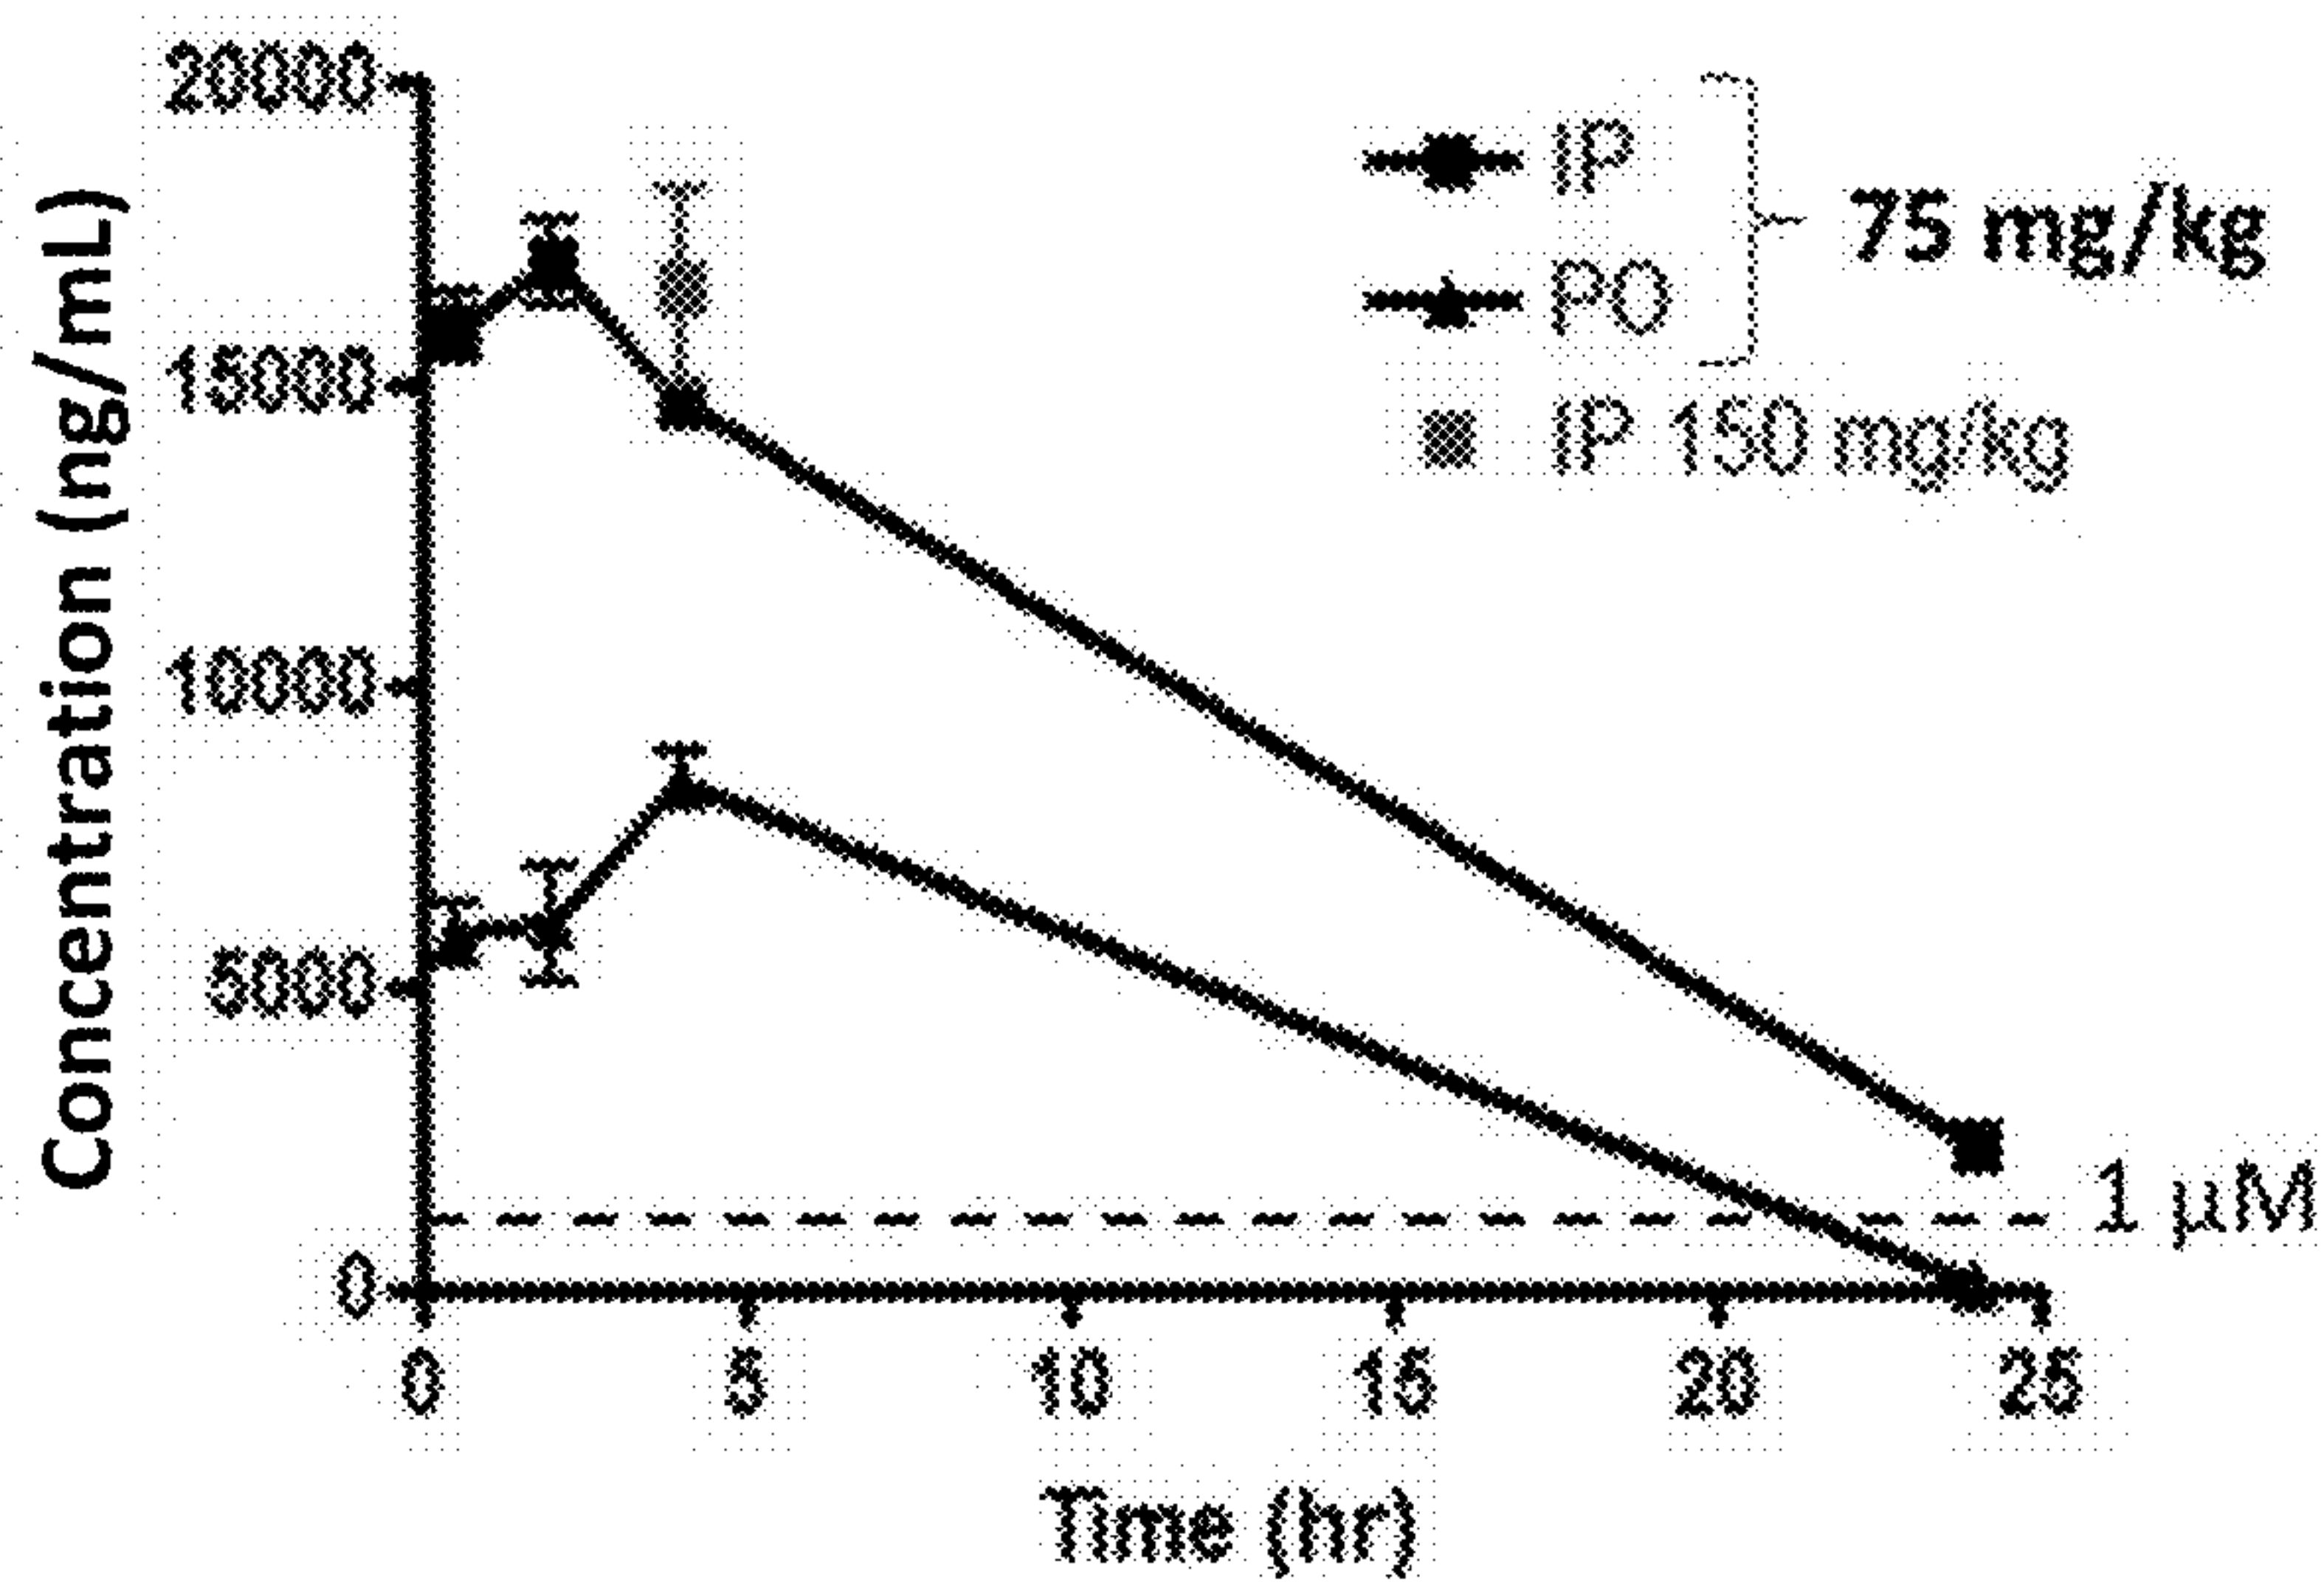 Concentration (ng/mL)
20000
15000
10000
5000
0
IP
PO
75 mg/kg
IP 150 mg/kg
1 µM
0 5 10 15 20 25
Time (hr)